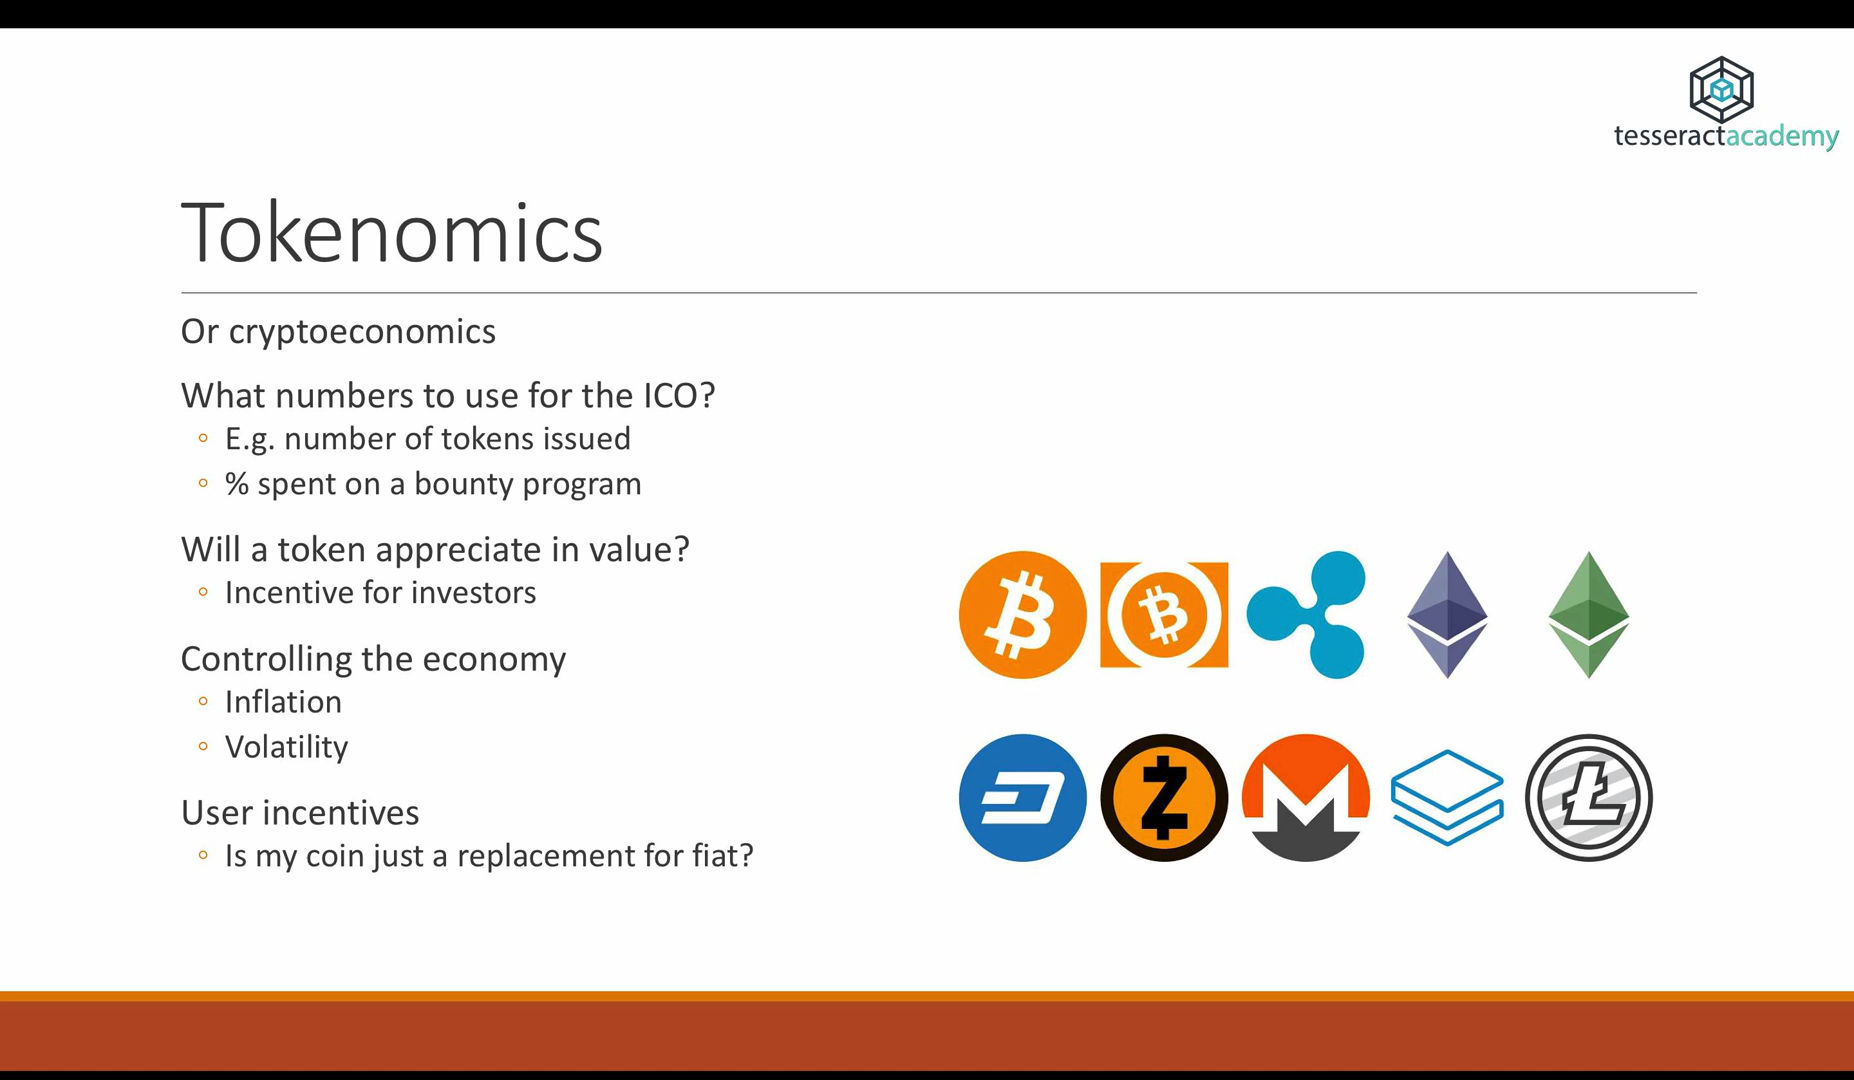 tesseractacademy
Tokenomics
Or cryptoeconomics
What numbers to use for the ICO?
E.g. number of tokens issued
% spent on a bounty program
Will a token appreciate in value?
Incentive for investors
Controlling the economy
Inflation
Volatility
User incentives
Is my coin just a replacement for fiat?